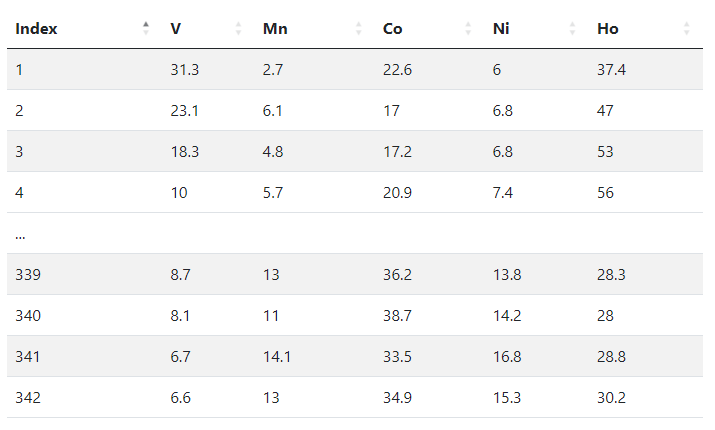 Index V Mn Co Ni Ho
1 31.3 2.7 22.6 6 37.4
2 23.1 6.1 17 6.8 47
3 18.3 4.8 17.2 6.8 53
4 10 5.7 20.9 7.4 56
...
339 8.7 13 36.2 13.8 28.3
340 8.1 11 38.7 14.2 28
341 6.7 14.1 33.5 16.8 28.8
342 6.6 13 34.9 15.3 30.2